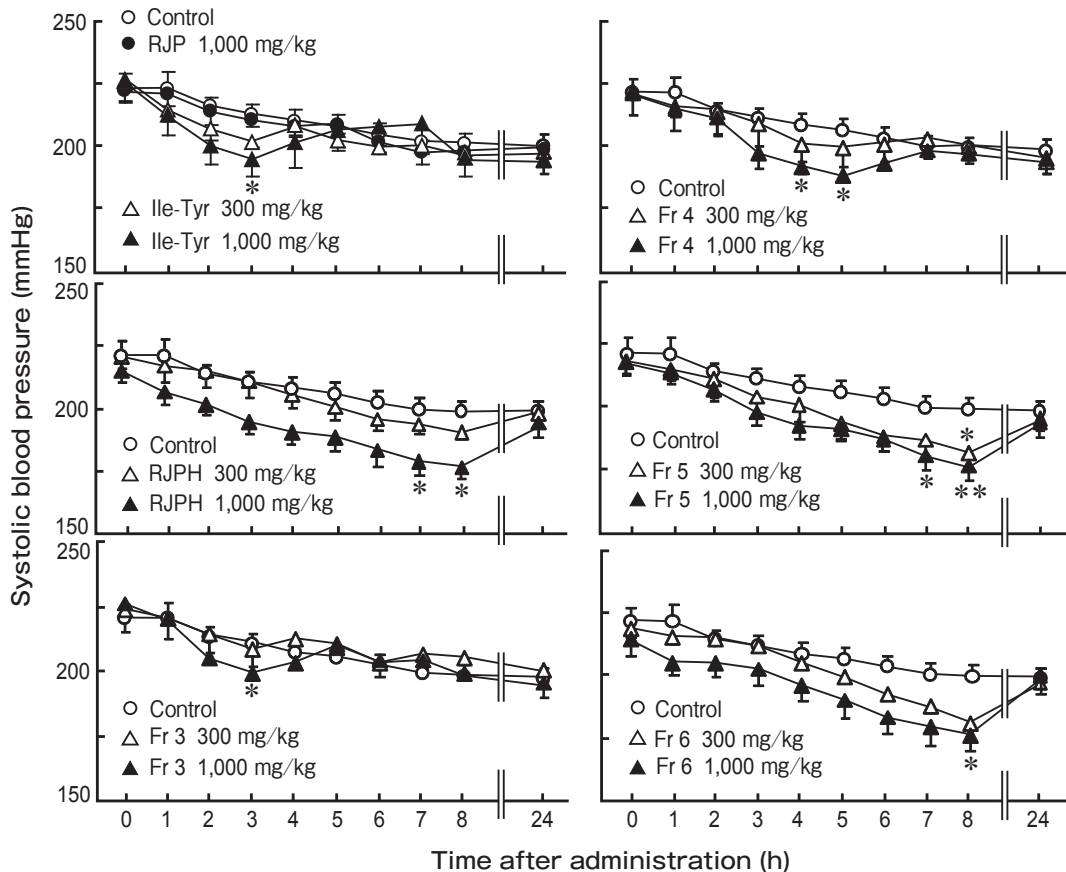 Systolic blood pressure (mmHg)
250
200
150
Control
RJP 1,000 mg/kg
*
Ile-Tyr 300 mg/kg
Ile-Tyr 1,000 mg/kg
* *
Control
Fr 4 300 mg/kg
Fr 4 1,000 mg/kg
250
200
150
Control
RJPH 300 mg/kg
RJPH 1,000 mg/kg
* *
Control
Fr 5 300 mg/kg
Fr 5 1,000 mg/kg
*
* **
250
200
150
*
Control
Fr 3 300 mg/kg
Fr 3 1,000 mg/kg
0 1 2 3 4 5 6 7 8 24
Control
Fr 6 300 mg/kg
Fr 6 1,000 mg/kg
*
0 1 2 3 4 5 6 7 8 24
Time after administration (h)